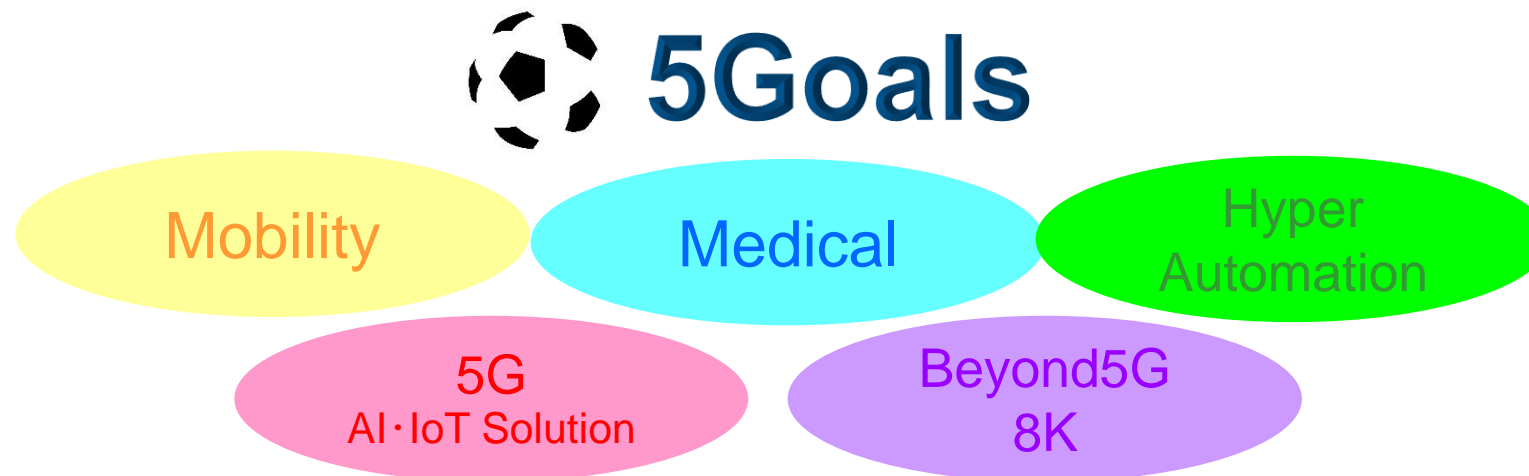 5Goals
Mobility
Medical
Hyper
Automation
5G
AI・IoT Solution
Beyond5G
8K